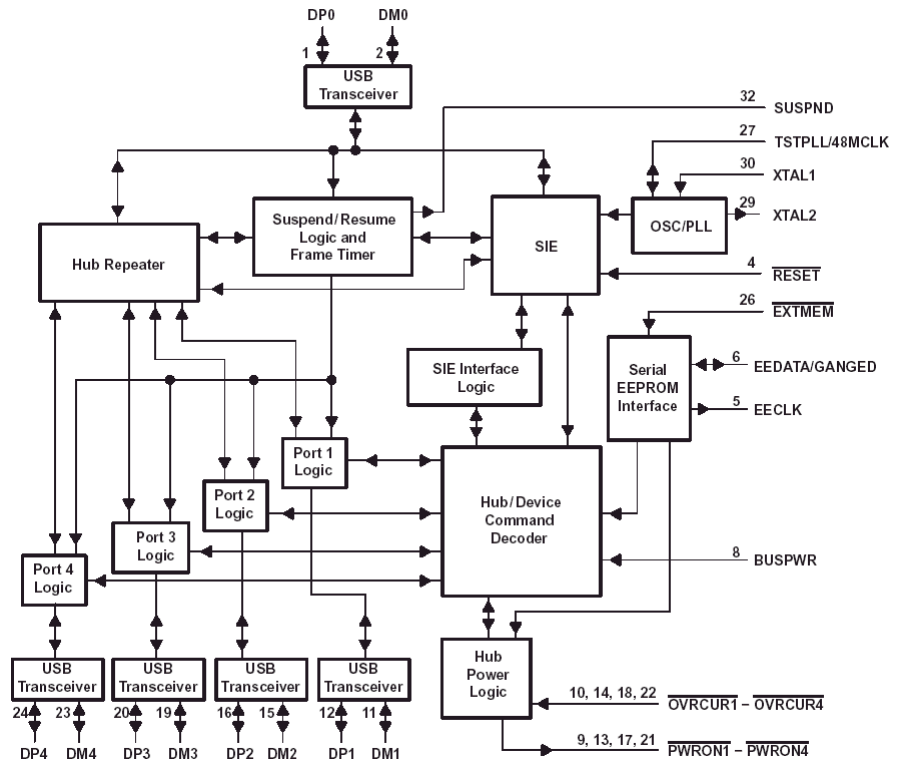 DP0 DM0
1 2
USB
Transceiver
32 SUSPND
27 TSTPLL/48MCLK
30 XTAL1
29 XTAL2
Suspend/Resume
Logic and
Frame Timer
Hub Repeater
SIE
OSC/PLL
4 RESET
26 EXTMEM
SIE Interface
Logic
Serial
EEPROM
Interface
6 EEDATA/GANGED
5 EECLK
Port 1
Logic
Port 2
Logic
Port 3
Logic
Port 4
Logic
Hub/Device
Command
Decoder
8 BUSPWR
USB
Transceiver
USB
Transceiver
USB
Transceiver
USB
Transceiver
Hub
Power
Logic
10, 14, 18, 22 OVRCUR1 – OVRCUR4
9, 13, 17, 21 PWRON1 – PWRON4
24 23 20 19 16 15 12 11
DP4 DM4 DP3 DM3 DP2 DM2 DP1 DM1